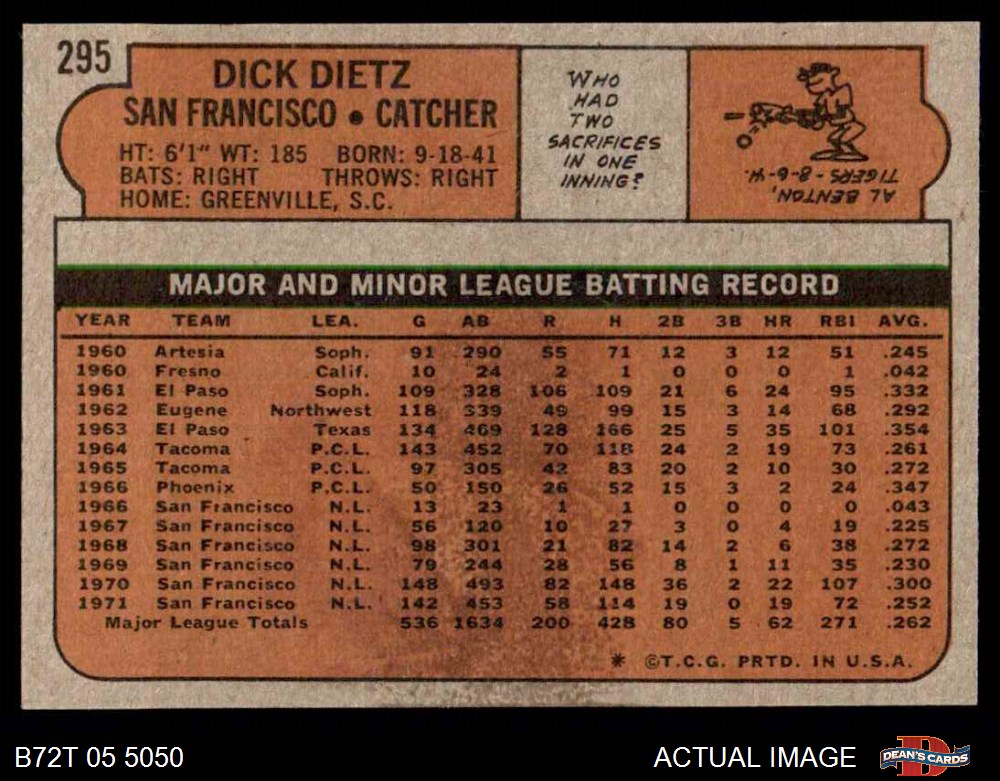 295
DICK DIETZ
SAN FRANCISCO • CATCHER
HT: 6'1" WT: 185 BORN: 9-18-41
BATS: RIGHT THROWS: RIGHT
HOME: GREENVILLE, S.C.
WHO
HAD
TWO
SACRIFICES
IN ONE
INNING?
AL BENTON,
TIGERS - 8-6-41.
MAJOR AND MINOR LEAGUE BATTING RECORD
YEAR TEAM LEA. G AB R H 2B 3B HR RBI AVG.
1960 Artesia Soph. 91 290 55 71 12 3 12 51 .245
1960 Fresno Calif. 10 24 2 1 0 0 0 1 .042
1961 El Paso Soph. 109 328 106 109 21 6 24 95 .332
1962 Eugene Northwest 118 339 49 99 15 3 14 68 .292
1963 El Paso Texas 134 469 128 166 25 5 35 101 .354
1964 Tacoma P.C.L. 143 452 70 118 24 2 19 73 .261
1965 Tacoma P.C.L. 97 305 42 83 20 2 10 30 .272
1966 Phoenix P.C.L. 50 150 26 52 15 3 2 24 .347
1966 San Francisco N.L. 13 23 1 1 0 0 0 0 .043
1967 San Francisco N.L. 56 120 10 27 3 0 4 19 .225
1968 San Francisco N.L. 98 301 21 82 14 2 6 38 .272
1969 San Francisco N.L. 79 244 28 56 8 1 11 35 .230
1970 San Francisco N.L. 148 493 82 148 36 2 22 107 .300
1971 San Francisco N.L. 142 453 58 114 19 0 19 72 .252
Major League Totals 536 1634 200 428 80 5 62 271 .262
* ©T.C.G. PRTD. IN U.S.A.
B72T 05 5050
ACTUAL IMAGE
DEAN'S CARDS